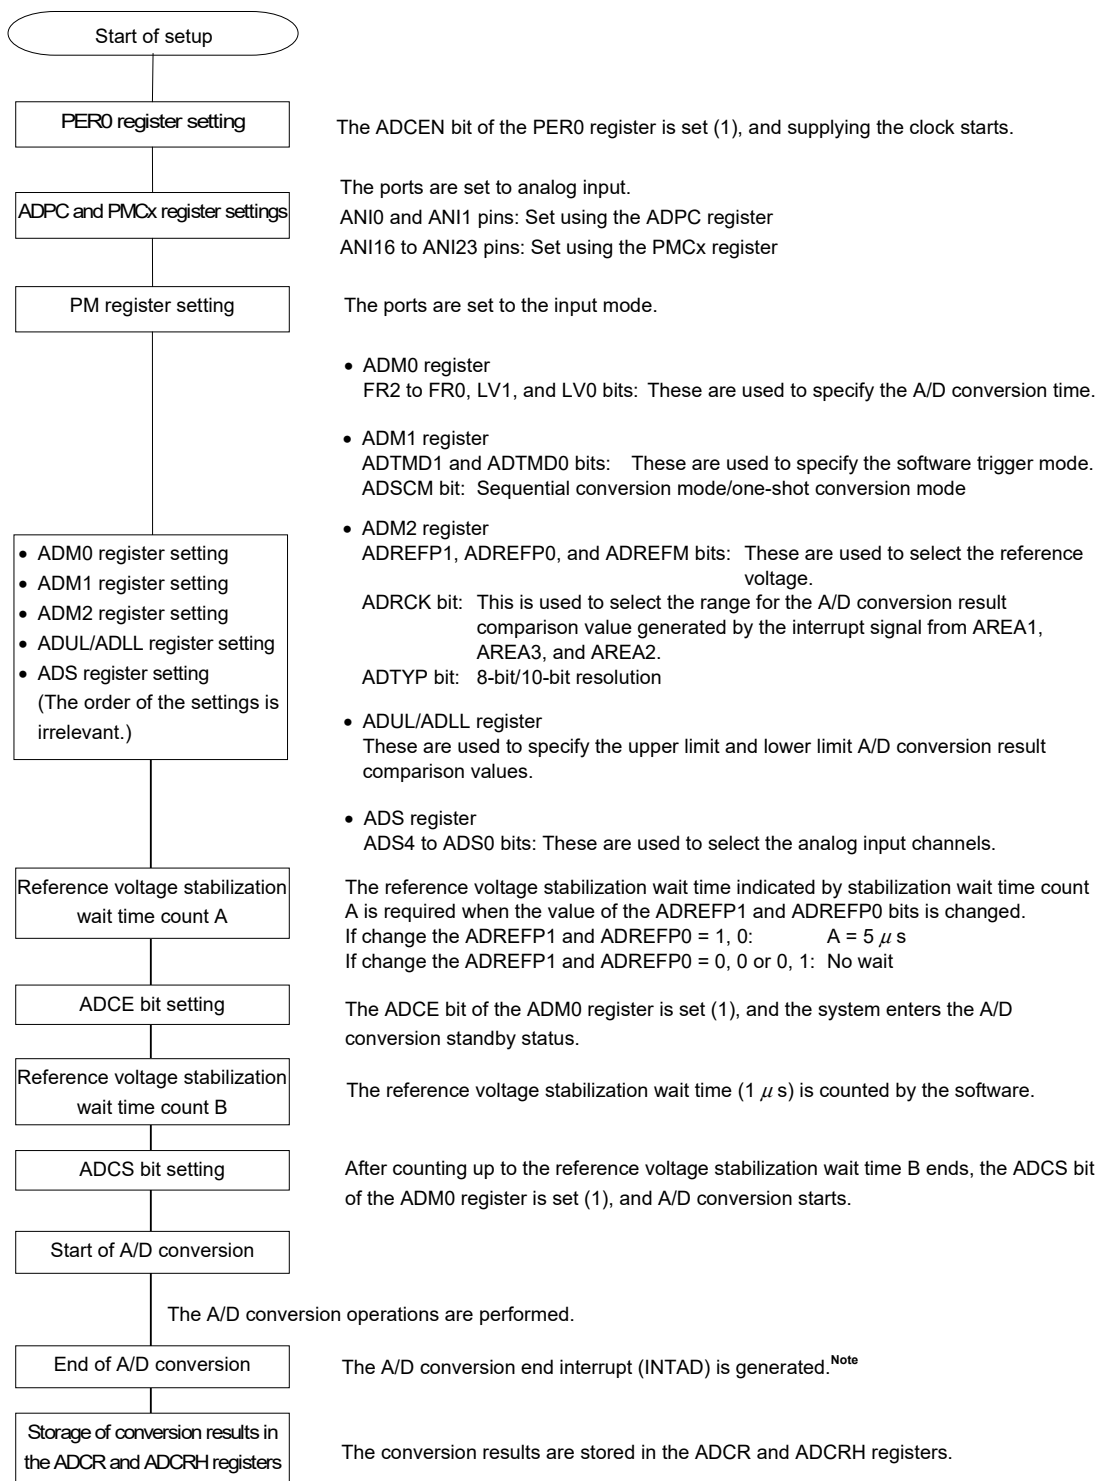 Start of setup
PER0 register setting
The ADCEN bit of the PER0 register is set (1), and supplying the clock starts.
ADPC and PMCx register settings
The ports are set to analog input.
ANI0 and ANI1 pins: Set using the ADPC register
ANI16 to ANI23 pins: Set using the PMCx register
PM register setting
The ports are set to the input mode.
• ADM0 register setting
• ADM1 register setting
• ADM2 register setting
• ADUL/ADLL register setting
• ADS register setting
(The order of the settings is
irrelevant.)
• ADM0 register
FR2 to FR0, LV1, and LV0 bits: These are used to specify the A/D conversion time.
• ADM1 register
ADTMD1 and ADTMD0 bits: These are used to specify the software trigger mode.
ADSCM bit: Sequential conversion mode/one-shot conversion mode
• ADM2 register
ADREFP1, ADREFP0, and ADREFM bits: These are used to select the reference
voltage.
ADRCK bit: This is used to select the range for the A/D conversion result
comparison value generated by the interrupt signal from AREA1,
AREA3, and AREA2.
ADTYP bit: 8-bit/10-bit resolution
• ADUL/ADLL register
These are used to specify the upper limit and lower limit A/D conversion result
comparison values.
• ADS register
ADS4 to ADS0 bits: These are used to select the analog input channels.
Reference voltage stabilization
wait time count A
The reference voltage stabilization wait time indicated by stabilization wait time count
A is required when the value of the ADREFP1 and ADREFP0 bits is changed.
If change the ADREFP1 and ADREFP0 = 1, 0: A = 5 μ s
If change the ADREFP1 and ADREFP0 = 0, 0 or 0, 1: No wait
ADCE bit setting
The ADCE bit of the ADM0 register is set (1), and the system enters the A/D
conversion standby status.
Reference voltage stabilization
wait time count B
The reference voltage stabilization wait time (1 μ s) is counted by the software.
ADCS bit setting
After counting up to the reference voltage stabilization wait time B ends, the ADCS bit
of the ADM0 register is set (1), and A/D conversion starts.
Start of A/D conversion
The A/D conversion operations are performed.
End of A/D conversion
The A/D conversion end interrupt (INTAD) is generated.Note
Storage of conversion results in
the ADCR and ADCRH registers
The conversion results are stored in the ADCR and ADCRH registers.